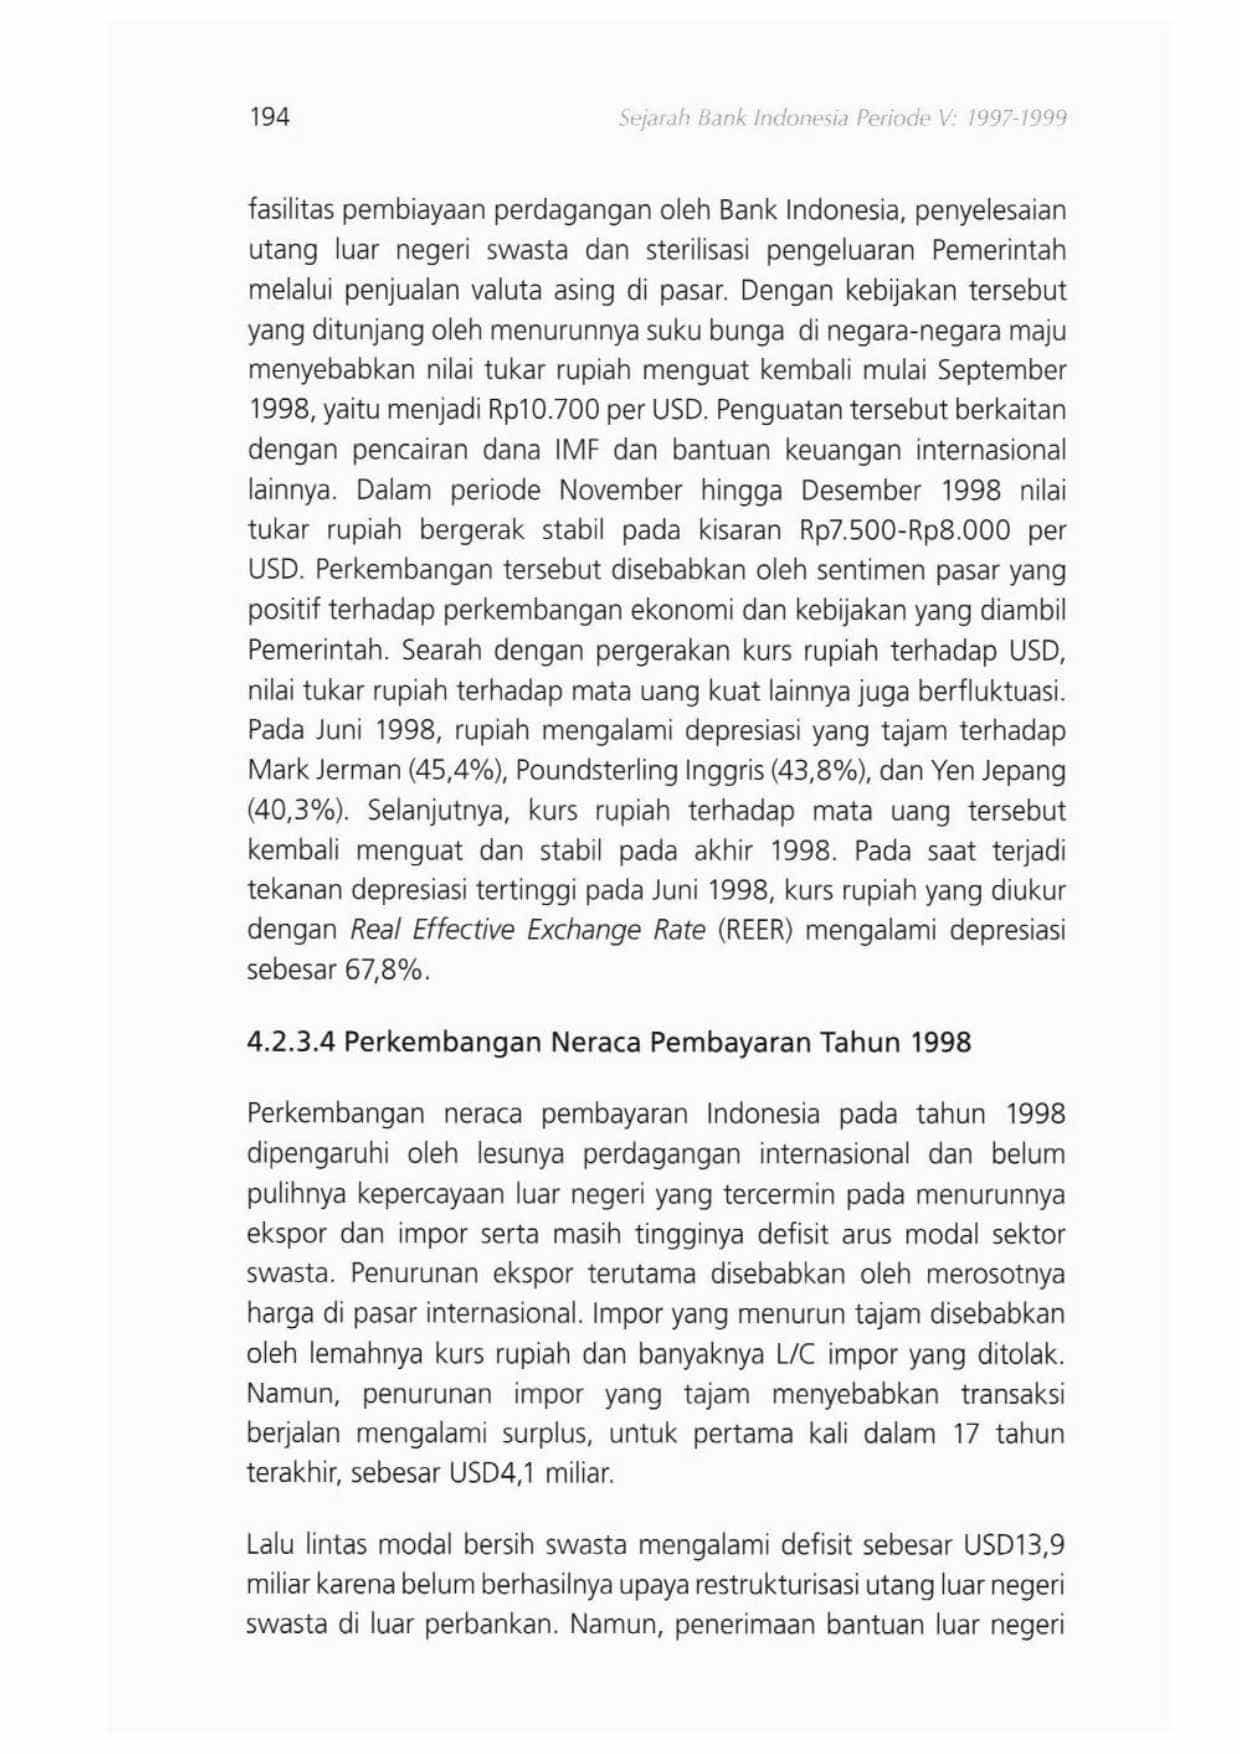 194
Sejarah Bank Indonesia Periode V: 1997-1999
fasilitas pembiayaan perdagangan oleh Bank Indonesia, penyelesaian
utang luar negeri swasta dan sterilisasi pengeluaran Pemerintah
melalui penjualan valuta asing di pasar. Dengan kebijakan tersebut
yang ditunjang oleh menurunnya suku bunga di negara-negara maju
menyebabkan nilai tukar rupiah menguat kembali mulai September
1998, yaitu menjadi Rp10.700 per USD. Penguatan tersebut berkaitan
dengan pencairan dana IMF dan bantuan keuangan internasional
lainnya. Dalam periode November hingga Desember 1998 nilai
tukar rupiah bergerak stabil pada kisaran Rp7.500-Rp8.000 per
USD. Perkembangan tersebut disebabkan oleh sentimen pasar yang
positif terhadap perkembangan ekonomi dan kebijakan yang diambil
Pemerintah. Searah dengan pergerakan kurs rupiah terhadap USD,
nilai tukar rupiah terhadap mata uang kuat lainnya juga berfluktuasi.
Pada Juni 1998, rupiah mengalami depresiasi yang tajam terhadap
Mark Jerman (45,4%), Poundsterling Inggris (43,8%), dan Yen Jepang
(40,3%). Selanjutnya, kurs rupiah terhadap mata uang tersebut
kembali menguat dan stabil pada akhir 1998. Pada saat terjadi
tekanan depresiasi tertinggi pada Juni 1998, kurs rupiah yang diukur
dengan Real Effective Exchange Rate (REER) mengalami depresiasi
sebesar 67,8%.
4.2.3.4 Perkembangan Neraca Pembayaran Tahun 1998
Perkembangan neraca pembayaran Indonesia pada tahun 1998
dipengaruhi oleh lesunya perdagangan internasional dan belum
pulihnya kepercayaan luar negeri yang tercermin pada menurunnya
ekspor dan impor serta masih tingginya defisit arus modal sektor
swasta. Penurunan ekspor terutama disebabkan oleh merosotnya
harga di pasar internasional. Impor yang menurun tajam disebabkan
oleh lemahnya kurs rupiah dan banyaknya L/C impor yang ditolak.
Namun, penurunan impor yang tajam menyebabkan transaksi
berjalan mengalami surplus, untuk pertama kali dalam 17 tahun
terakhir, sebesar USD4,1 miliar.
Lalu lintas modal bersih swasta mengalami defisit sebesar USD13,9
miliar karena belum berhasilnya upaya restrukturisasi utang luar negeri
swasta di luar perbankan. Namun, penerimaan bantuan luar negeri